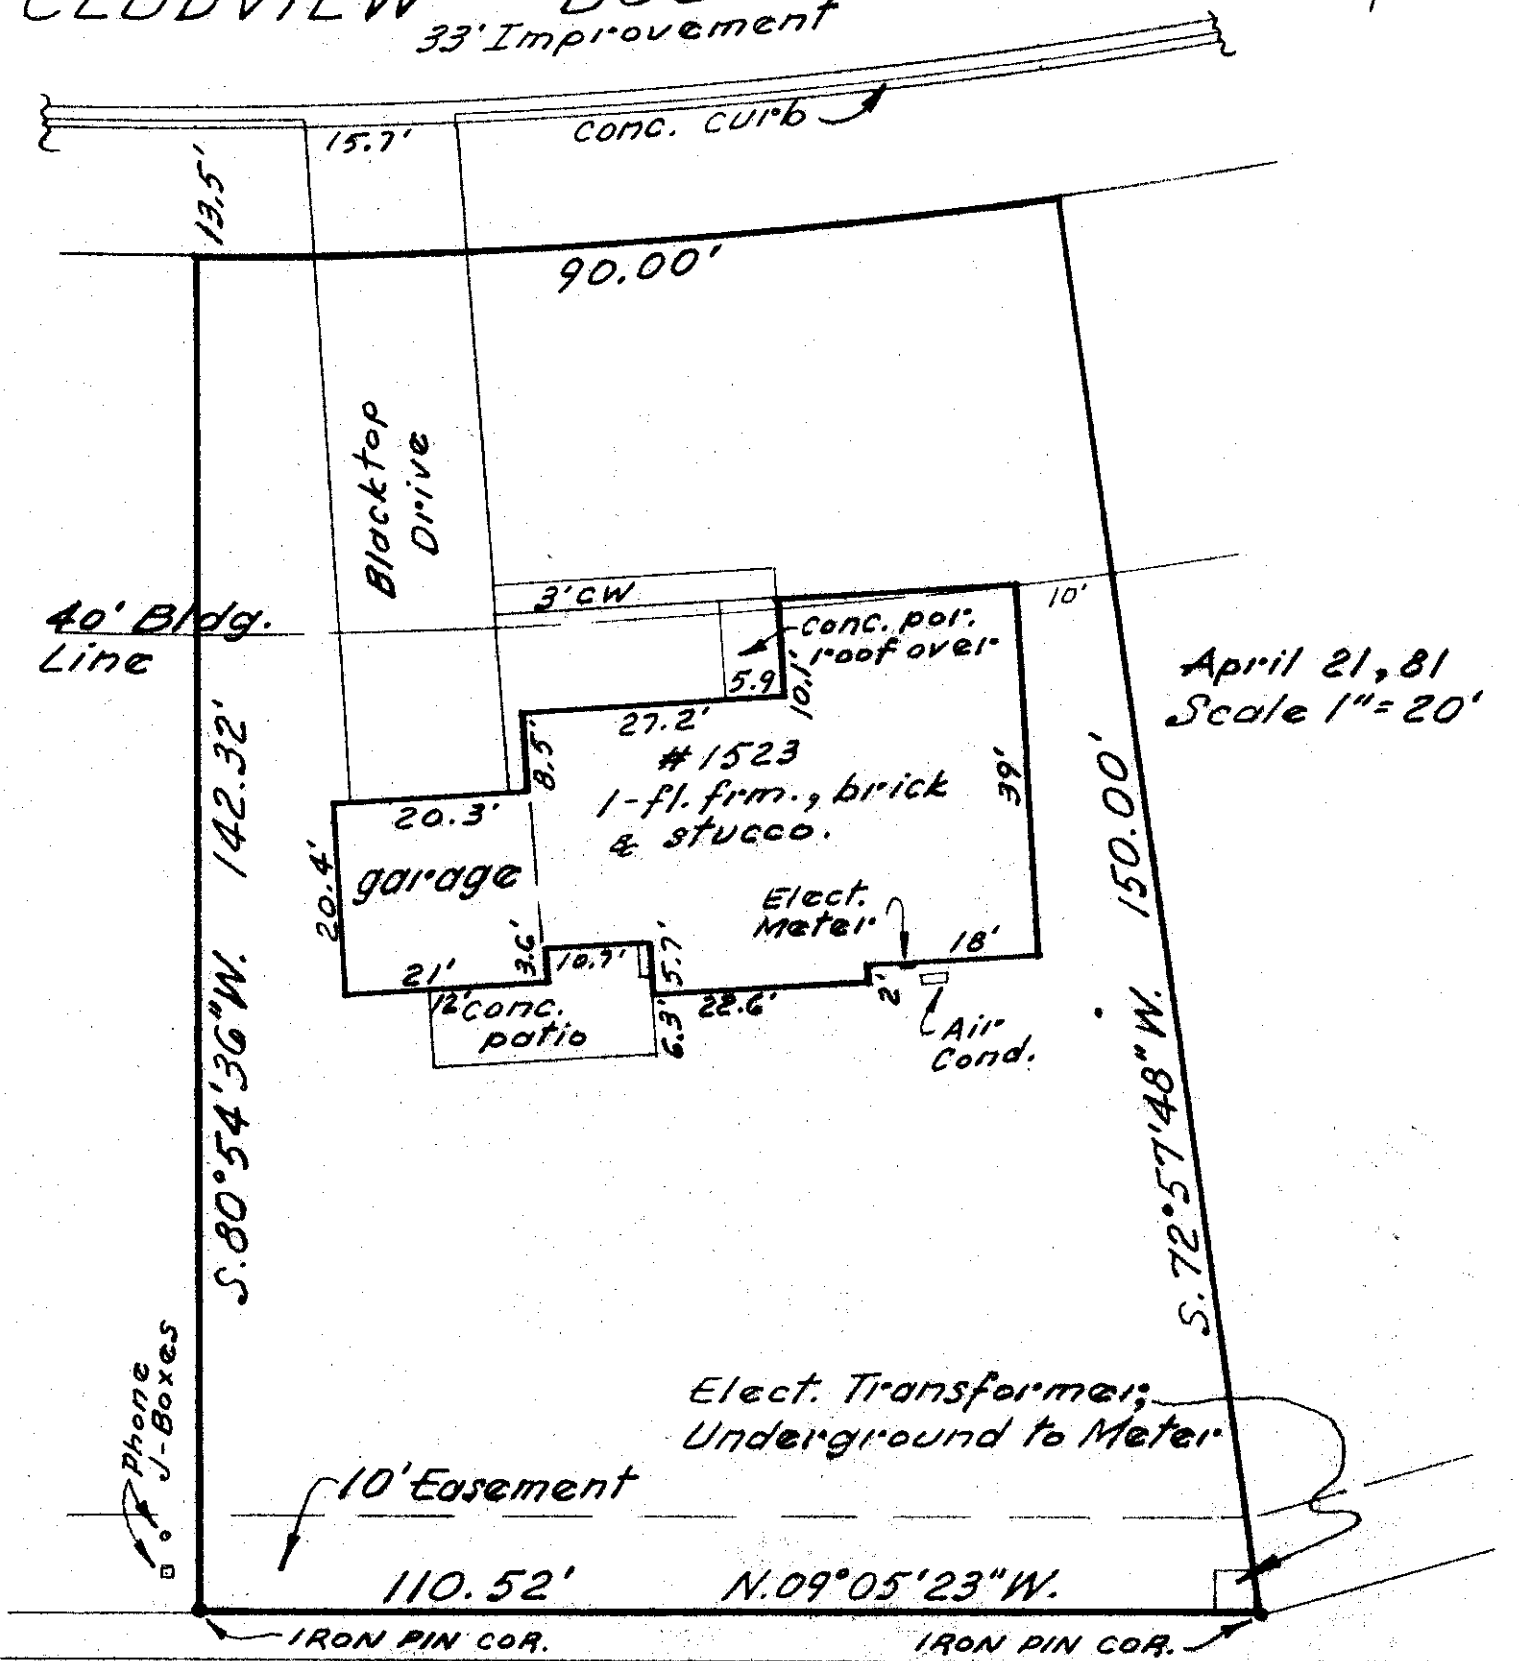 CLUBVIEW
33' Improvement
15.7'
conc. curb
13.5'
90.00'
Blacktop
Drive
3' CW
10'
40' Bldg.
Line
conc. por.
roof over
5.9
10.1'
April 21, 81
Scale 1" = 20'
27.2'
8.5'
# 1523
1-fl. frm., brick
& stucco.
39'
142.32'
150.00'
20.3'
garage
20.4'
Elect.
Meter
18'
3.6'
10.7'
5.7'
21'
12' conc.
patio
6.3'
22.6'
2'
Air
Cond.
S. 80°54'36" W.
S. 72°57'48" W.
Phone
J-Boxes
Elect. Transformer,
Underground to Meter
10' Easement
110.52' N. 09°05'23" W.
IRON PIN COR. IRON PIN COR.